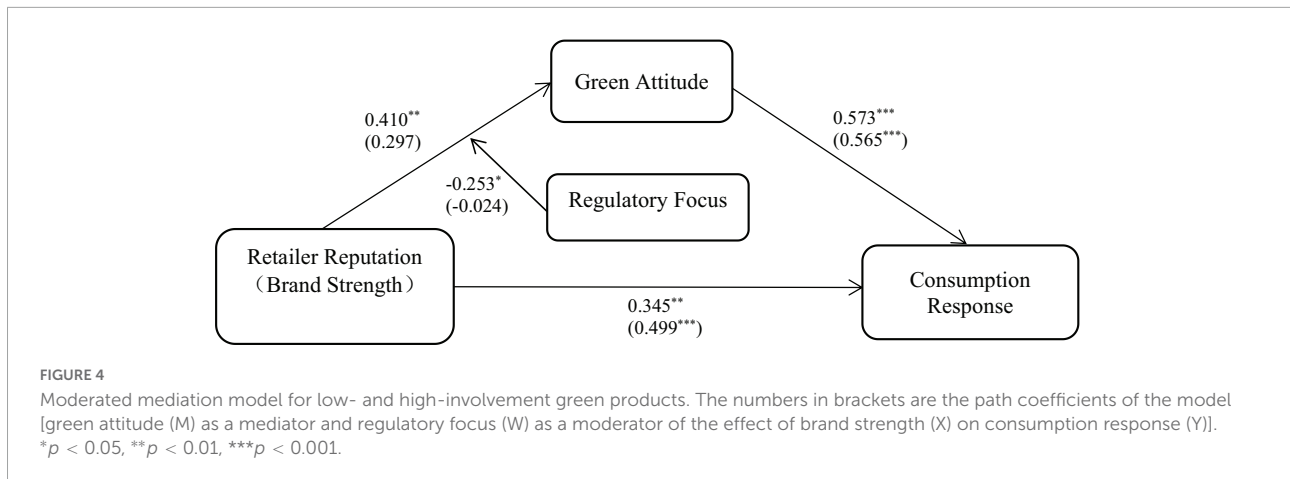 Green Attitude
0.410**
(0.297)
0.573***
(0.565***)
-0.253*
(-0.024)
Regulatory Focus
Retailer Reputation
（Brand Strength）
Consumption
Response
0.345**
(0.499***)
FIGURE 4
Moderated mediation model for low- and high-involvement green products. The numbers in brackets are the path coefficients of the model
[green attitude (M) as a mediator and regulatory focus (W) as a moderator of the effect of brand strength (X) on consumption response (Y)].
*p < 0.05, **p < 0.01, ***p < 0.001.